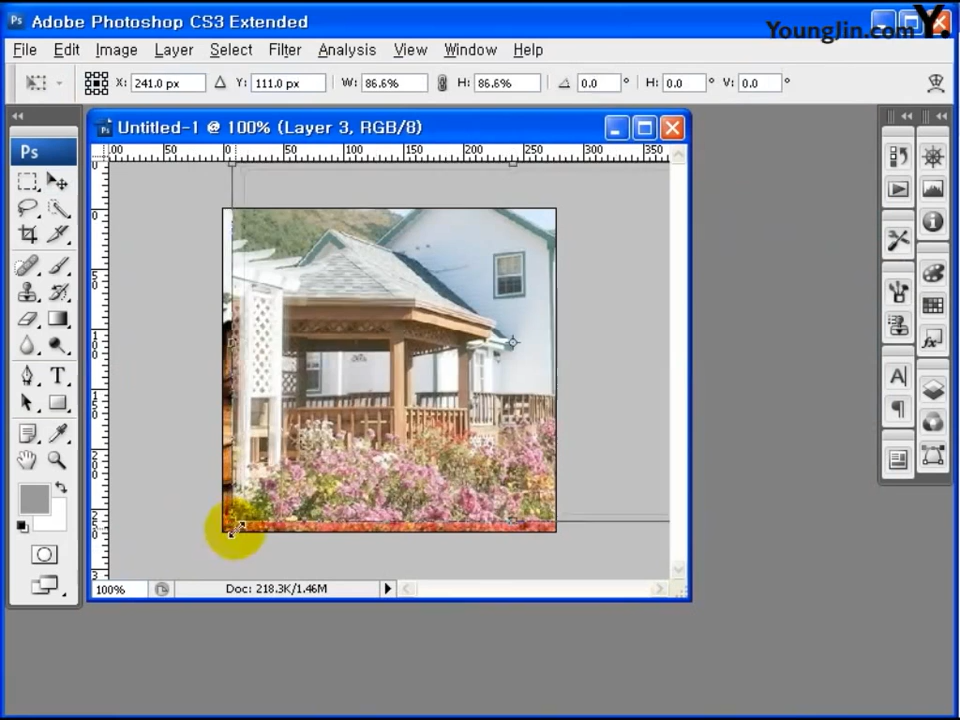 Adobe Photoshop CS3 Extended
YoungJin.com Y.
File Edit Image Layer Select Filter Analysis View Window Help
X: 241.0 px Y: 111.0 px W: 86.6% H: 86.6% 0.0 ° H: 0.0 ° V: 0.0 °
Untitled-1 @ 100% (Layer 3, RGB/8)
Ps
50 0 50 100 150 200 250 300 350
100% Doc: 218.3K/1.46M